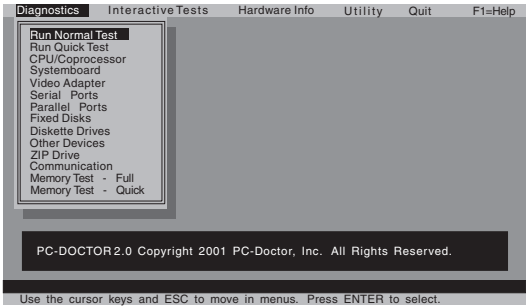 Diagnostics Interactive Tests Hardware Info Utility Quit F1=Help
Run Normal Test
Run Quick Test
CPU/Coprocessor
Systemboard
Video Adapter
Serial Ports
Parallel Ports
Fixed Disks
Diskette Drives
Other Devices
ZIP Drive
Communication
Memory Test - Full
Memory Test - Quick
PC-DOCTOR 2.0 Copyright 2001 PC-Doctor, Inc. All Rights Reserved.
Use the cursor keys and ESC to move in menus. Press ENTER to select.